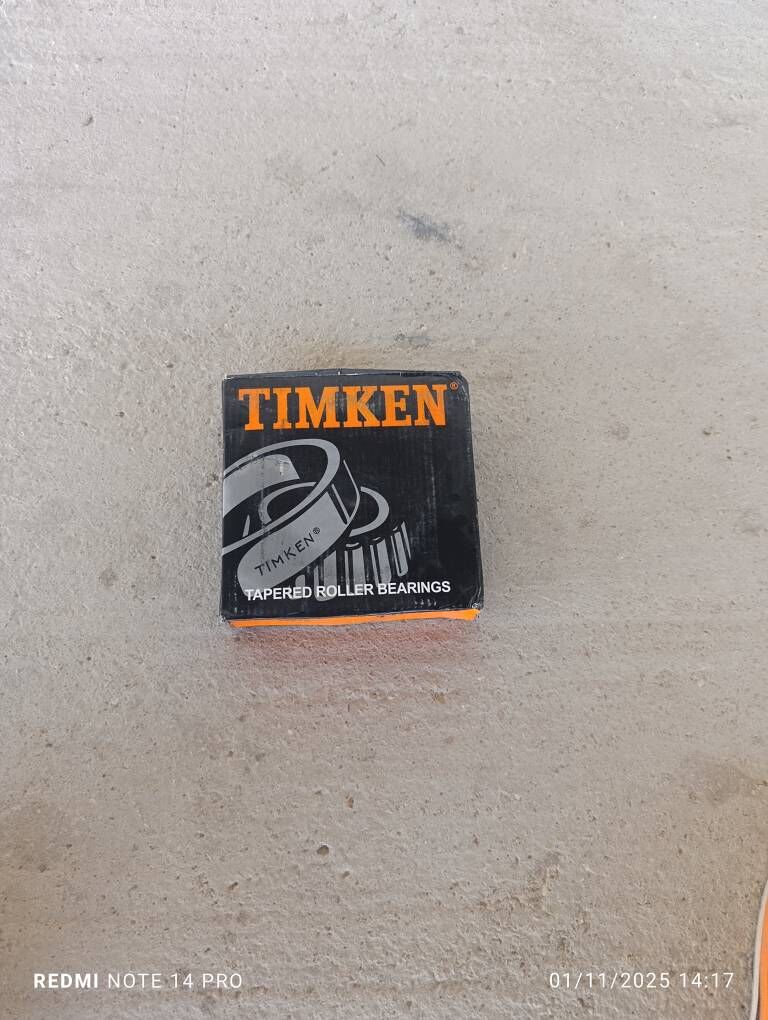 TIMKEN®
TIMKEN®
TAPERED ROLLER BEARINGS
REDMI NOTE 14 PRO
01/11/2025 14:17